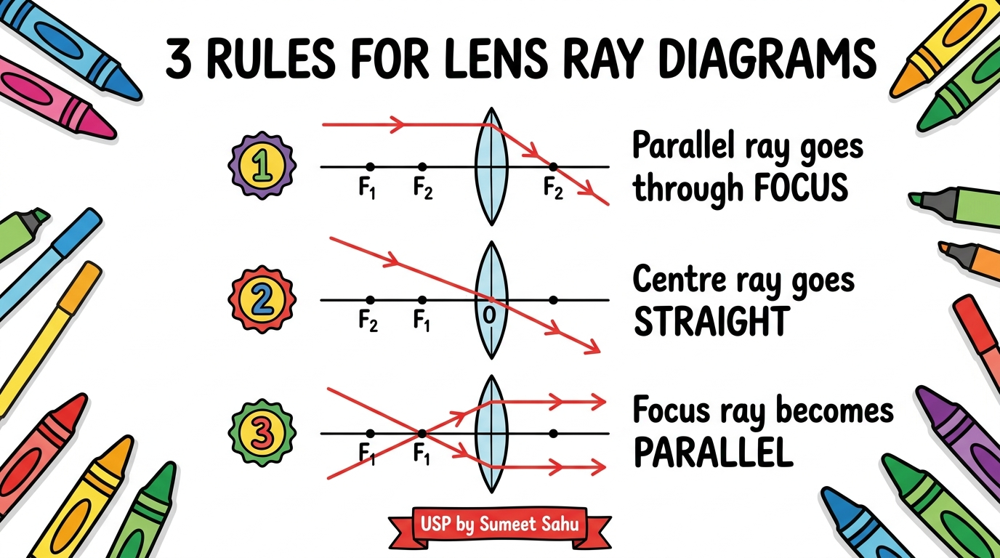 3 RULES FOR LENS RAY DIAGRAMS
1
F₁ F₂ F₂
Parallel ray goes
through FOCUS
2
F₂ F₁ O
Centre ray goes
STRAIGHT
3
F₁ F₁
Focus ray becomes
PARALLEL
USP by Sumeet Sahu